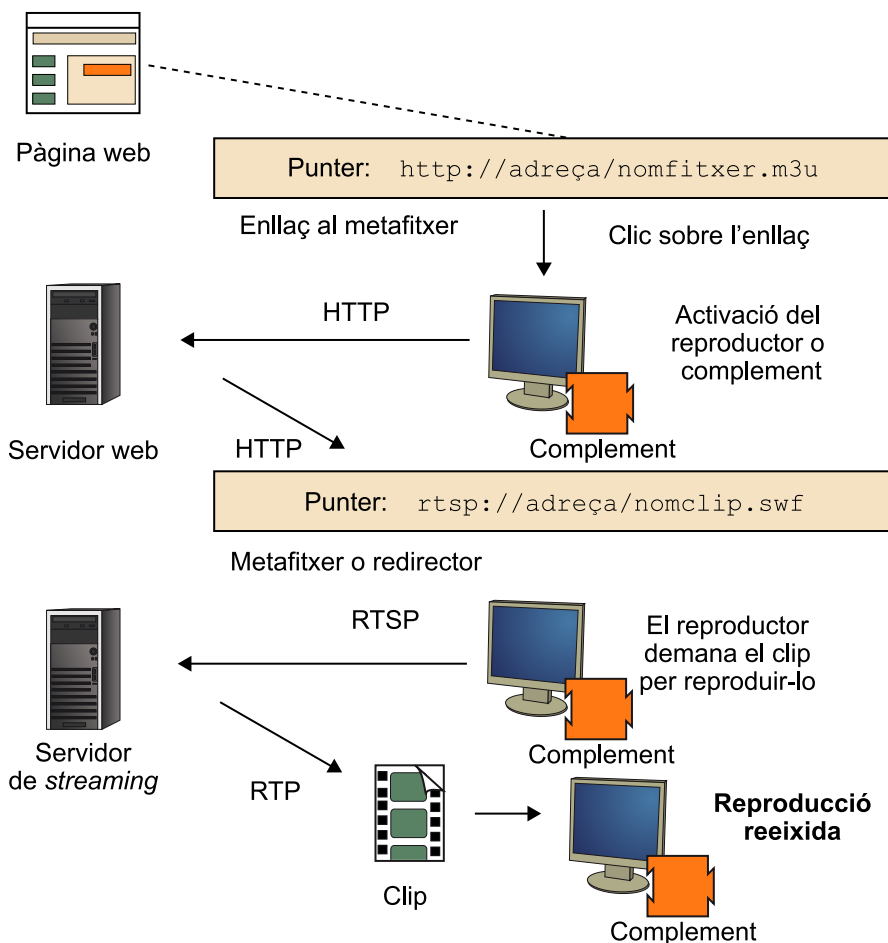 Pàgina web
Punter: http://adreça/nomfitxer.m3u
Enllaç al metafitxer
Clic sobre l'enllaç
HTTP
Activació del
reproductor o
complement
Servidor web
HTTP
Complement
Punter: rtsp://adreça/nomclip.swf
Metafitxer o redirector
RTSP
El reproductor
demana el clip
per reproduir-lo
Servidor
de streaming
Complement
RTP
Clip
Reproducció
reeixida
Complement